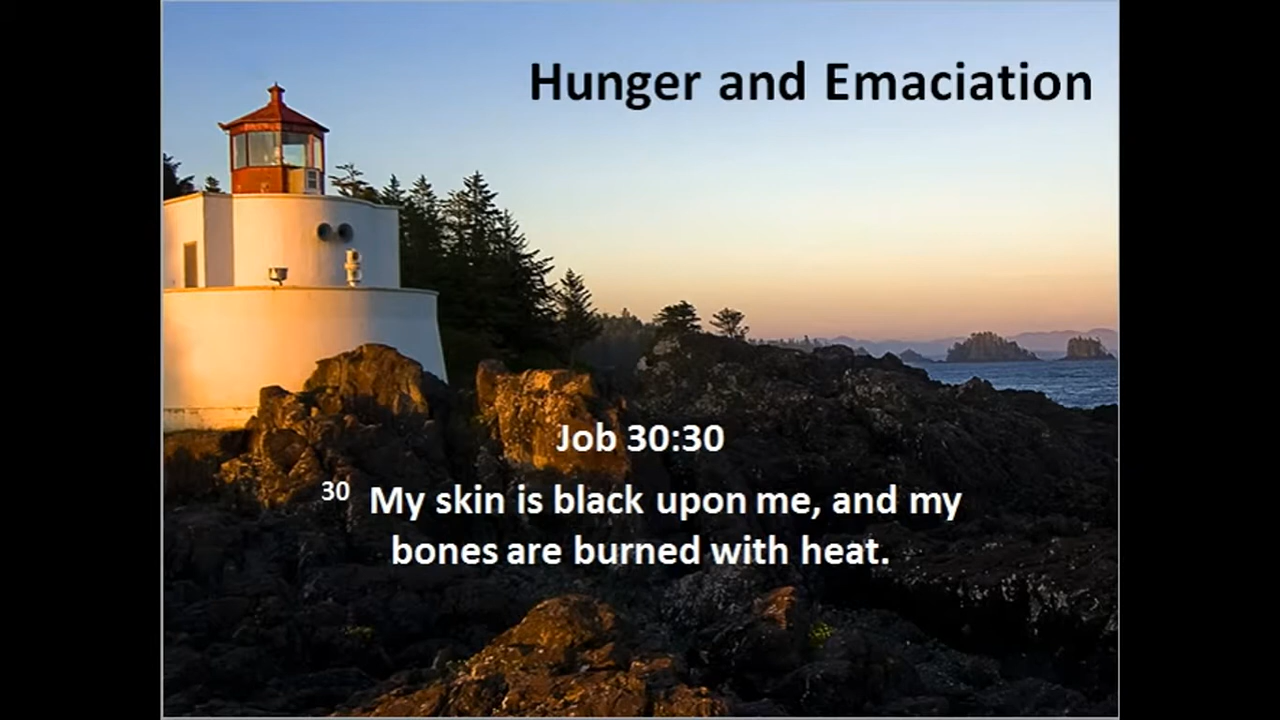 Hunger and Emaciation
Job 30:30
30 My skin is black upon me, and my
bones are burned with heat.